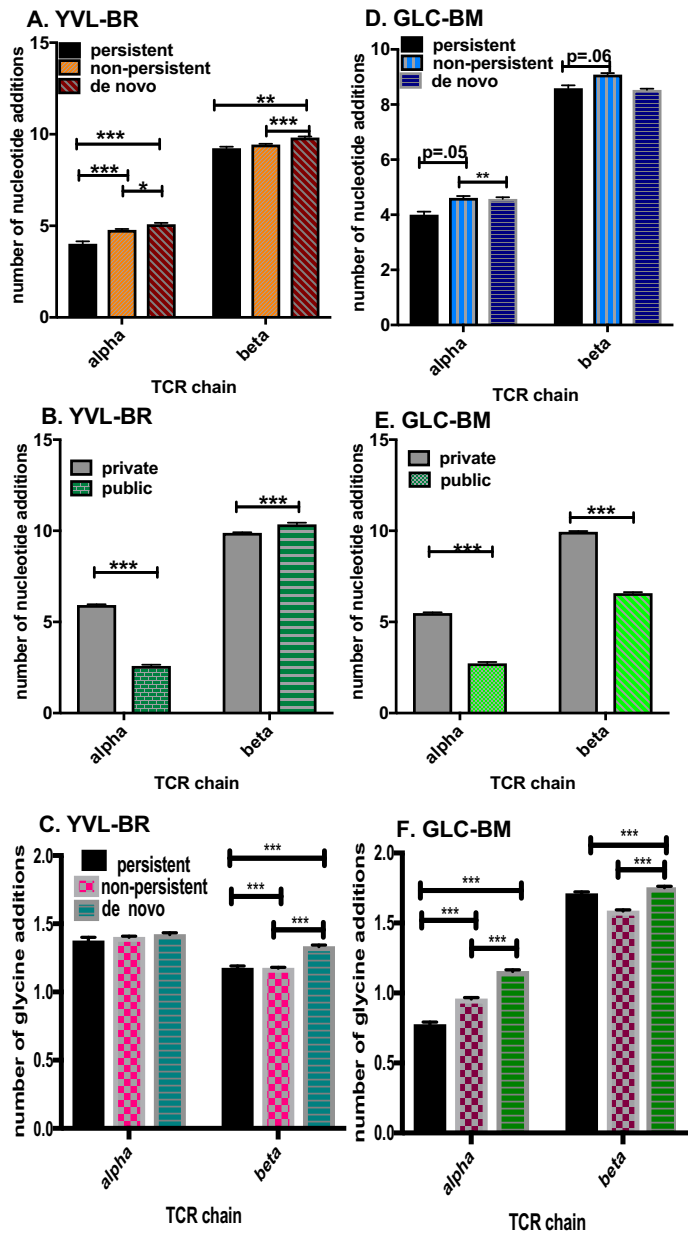 A. YVL-BR
persistent
non-persistent
de novo
number of nucleotide additions
15
10
5
0
***
***
*
**
***
alpha
beta
TCR chain
D. GLC-BM
persistent
non-persistent
de novo
number of nucleotide additions
10
8
6
4
2
0
p=.05
**
p=.06
alpha
beta
TCR chain
B. YVL-BR
private
public
number of nucleotide additions
15
10
5
0
***
***
alpha
beta
TCR chain
E. GLC-BM
private
public
number of nucleotide additions
15
10
5
0
***
***
alpha
beta
TCR chain
C. YVL-BR
persistent
non-persistent
de novo
number of glycine additions
2.0
1.5
1.0
0.5
0.0
***
***
***
alpha
beta
TCR chain
F. GLC-BM
number of glycine additions
2.0
1.5
1.0
0.5
0.0
***
***
***
***
***
alpha
beta
TCR chain